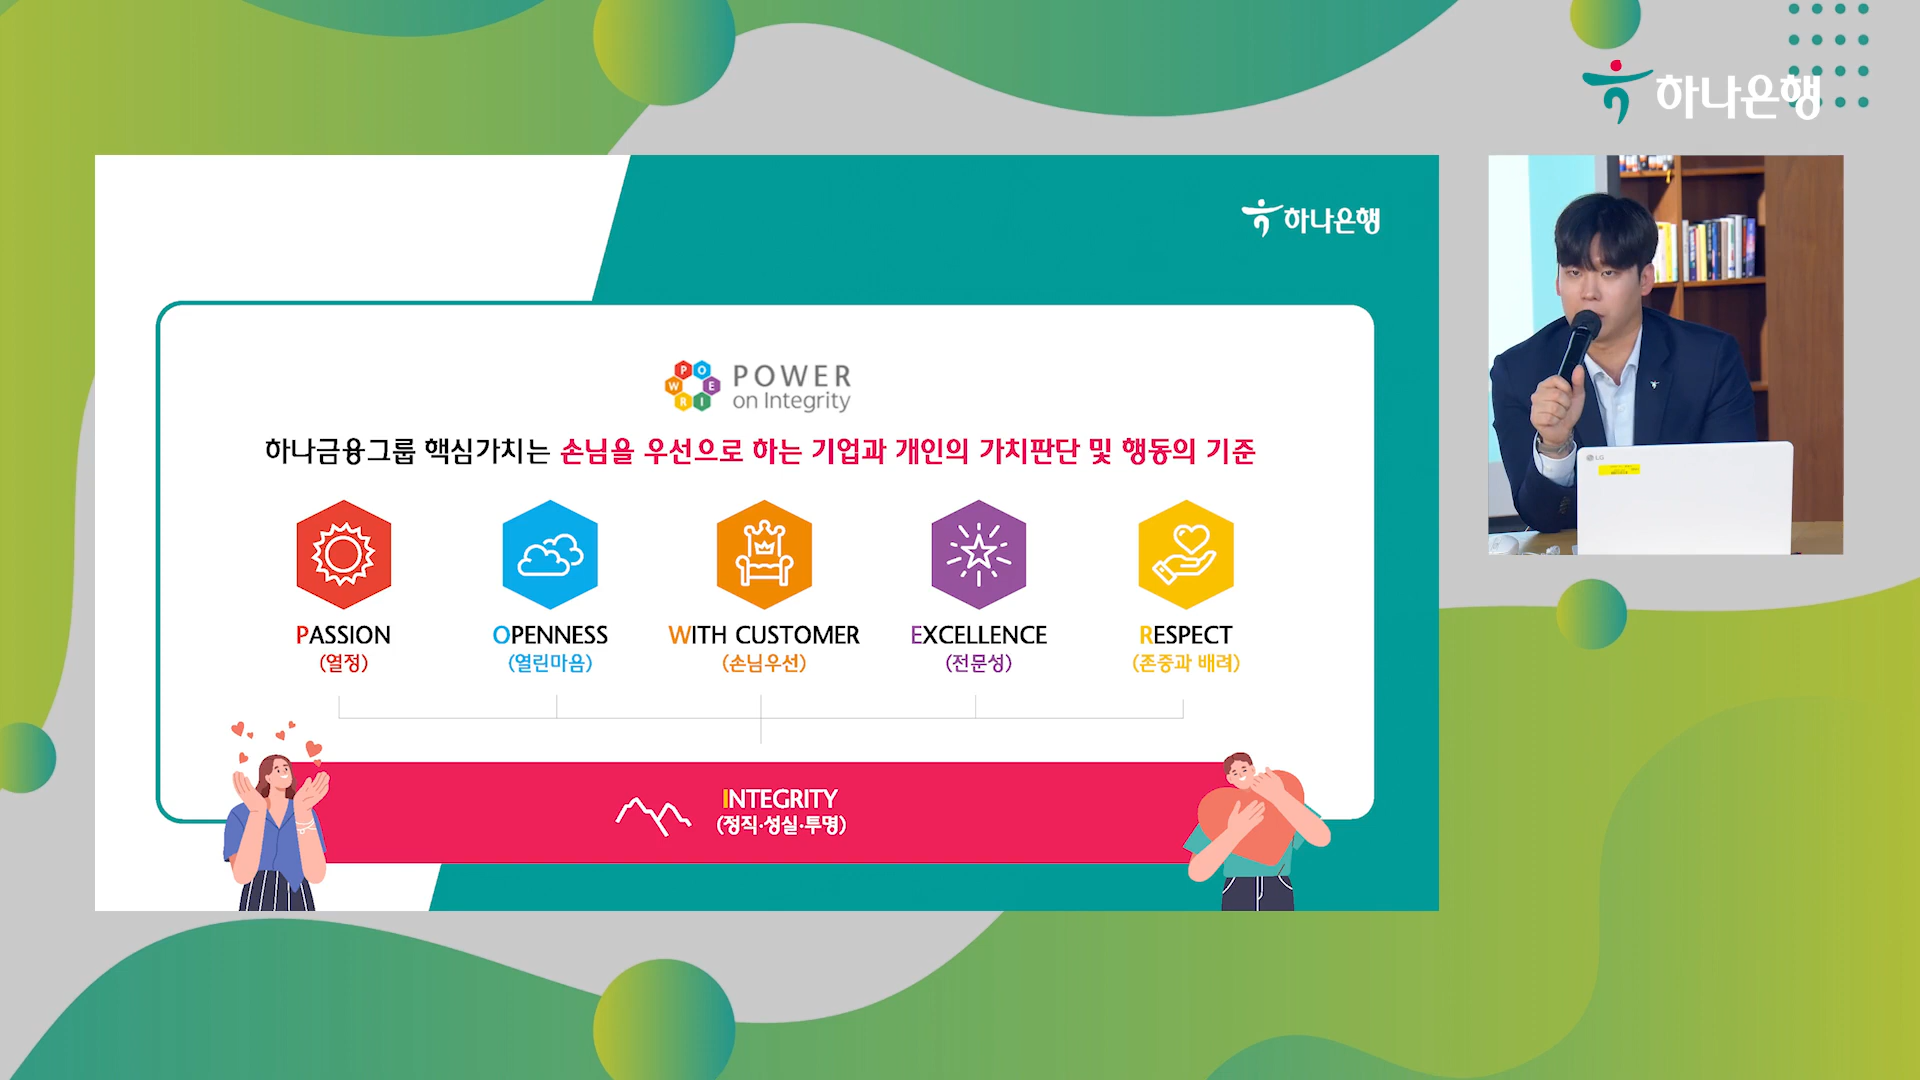 하나은행
하나은행
P O W E R I
POWER
on Integrity
하나금융그룹 핵심가치는 손님을 우선으로 하는 기업과 개인의 가치판단 및 행동의 기준
PASSION
(열정)
OPENNESS
(열린마음)
WITH CUSTOMER
(손님우선)
EXCELLENCE
(전문성)
RESPECT
(존중과 배려)
INTEGRITY
(정직·성실·투명)
LG